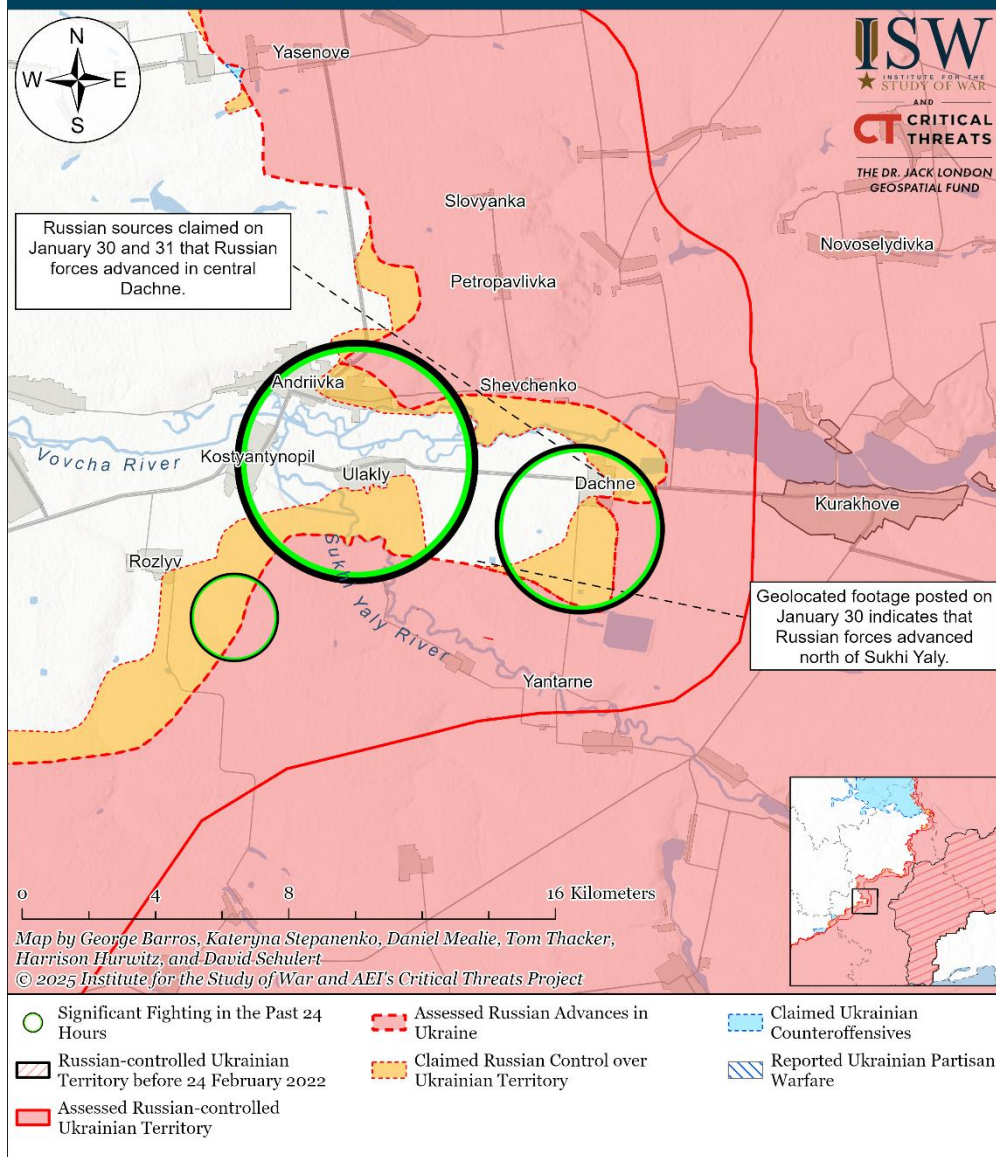 N
W E
S
Yasenove
ISW
INSTITUTE FOR THE
STUDY OF WAR
AND
CT CRITICAL
THREATS
THE DR. JACK LONDON
GEOSPATIAL FUND
Slovyanka
Novoselydivka
Russian sources claimed on
January 30 and 31 that Russian
forces advanced in central
Dachne.
Petropavlivka
Andriivka
Shevchenko
Vovcha River
Kostyantynopil
Ulakly
Dachne
Kurakhove
Rozlyv
Sukhi Yaly River
Geolocated footage posted on
January 30 indicates that
Russian forces advanced
north of Sukhi Yaly.
Yantarne
0 4 8 16 Kilometers
Map by George Barros, Kateryna Stepanenko, Daniel Mealie, Tom Thacker,
Harrison Hurwitz, and David Schulert
© 2025 Institute for the Study of War and AEI's Critical Threats Project
Significant Fighting in the Past 24
Hours
Russian-controlled Ukrainian
Territory before 24 February 2022
Assessed Russian-controlled
Ukrainian Territory
Assessed Russian Advances in
Ukraine
Claimed Russian Control over
Ukrainian Territory
Claimed Ukrainian
Counteroffensives
Reported Ukrainian Partisan
Warfare